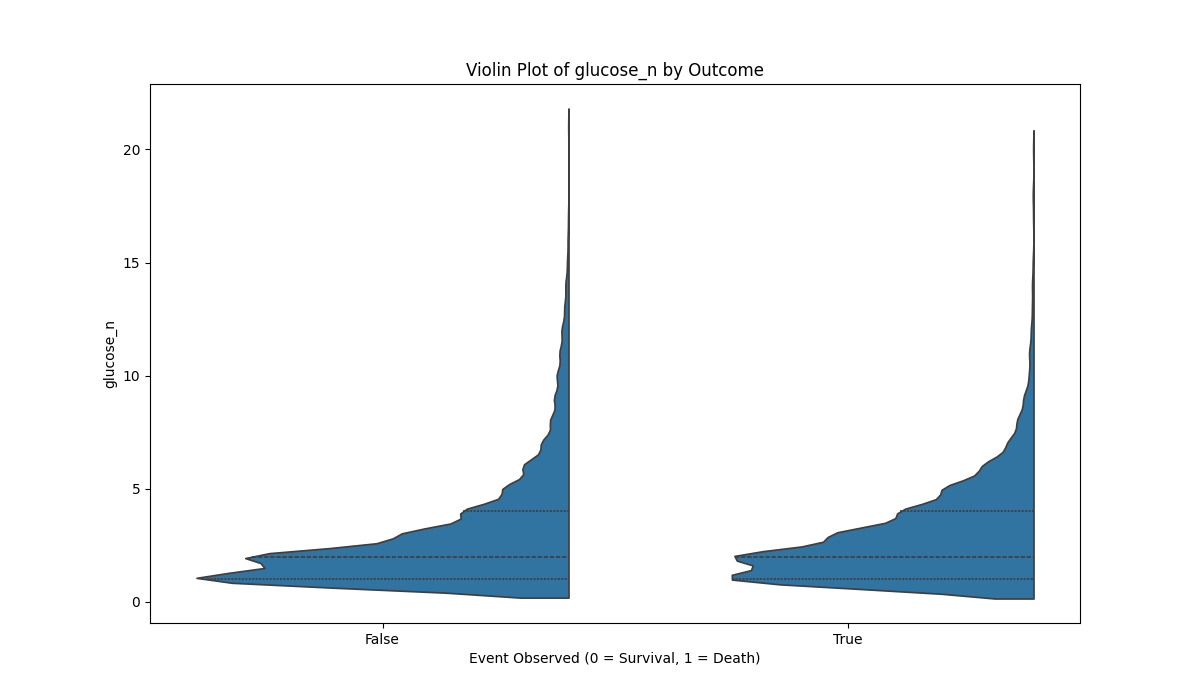 Violin Plot of glucose_n by Outcome
20
15
10
5
0
glucose_n
False
True
Event Observed (0 = Survival, 1 = Death)